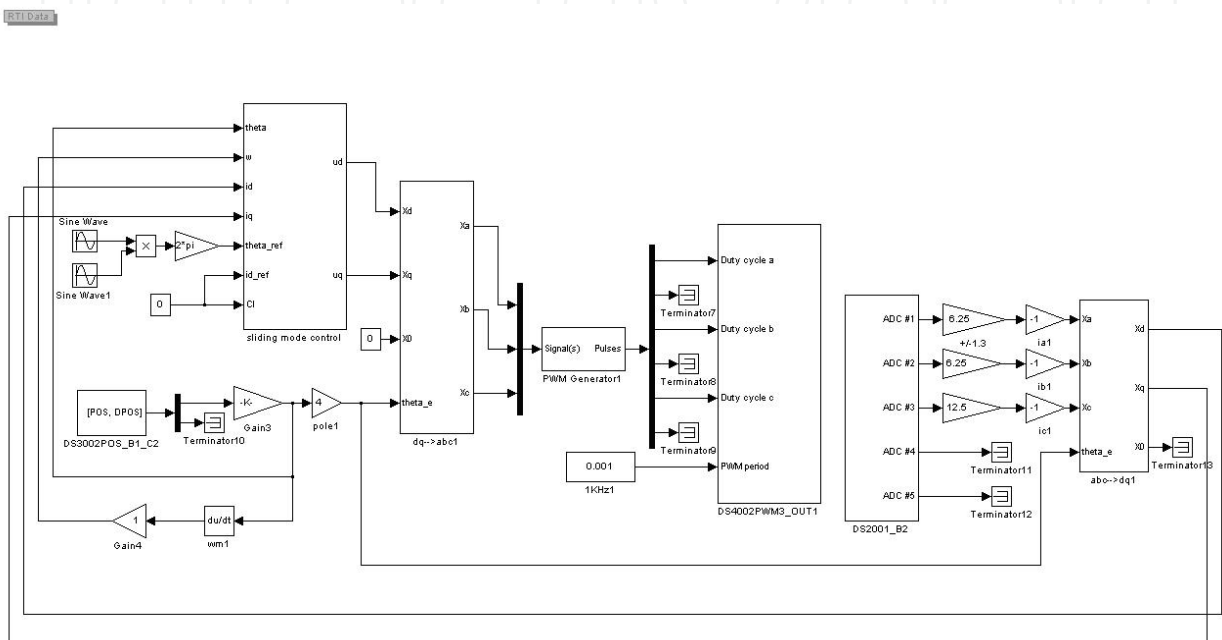 RTI Data
theta
w
id
iq
theta_ref
id_ref
CI
ud
uq
sliding mode control
Sine Wave
Sine Wave1
×
2*pi
0
[POS, DPOS]
DS3002POS_B1_C2
Terminator10
-K-
Gain3
4
pole1
1
Gain4
du/dt
wm1
0
Xd
Xq
X0
theta_e
Xa
Xb
Xc
dq-->abc1
Signal(s) Pulses
PWM Generator1
Terminator7
Terminator8
Terminator9
0.001
1KHz1
Duty cycle a
Duty cycle b
Duty cycle c
PWM period
DS4002PWM3_OUT1
ADC #1
ADC #2
ADC #3
ADC #4
ADC #5
DS2001_B2
6.25
+/-1.3
6.25
12.5
-1
ia1
-1
ib1
-1
ic1
Terminator11
Terminator12
Xa
Xb
Xc
theta_e
Xd
Xq
X0
abc-->dq1
Terminator13